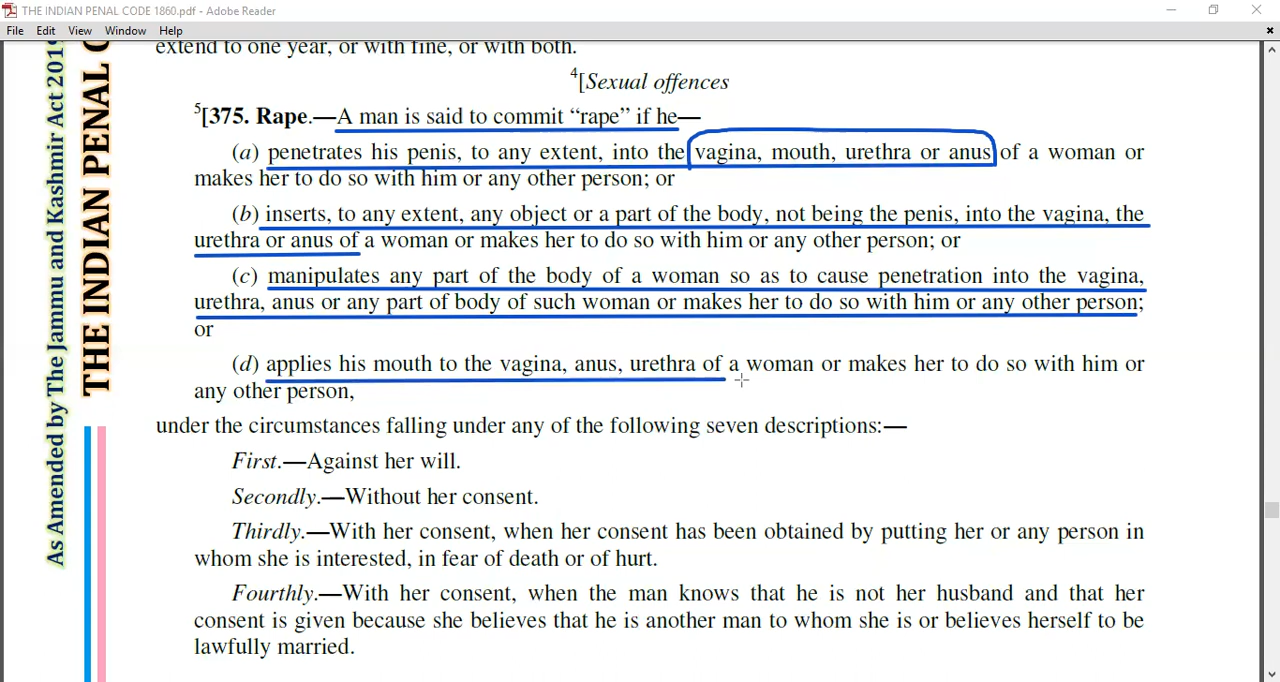 THE INDIAN PENAL CODE 1860.pdf - Adobe Reader
File Edit View Window Help
As Amended by The Jammu and Kashmir Act 2019
THE INDIAN PENAL C
extend to one year, or with fine, or with both.
4[Sexual offences
5[375. Rape.—A man is said to commit “rape” if he—
(a) penetrates his penis, to any extent, into the vagina, mouth, urethra or anus of a woman or
makes her to do so with him or any other person; or
(b) inserts, to any extent, any object or a part of the body, not being the penis, into the vagina, the
urethra or anus of a woman or makes her to do so with him or any other person; or
(c) manipulates any part of the body of a woman so as to cause penetration into the vagina,
urethra, anus or any part of body of such woman or makes her to do so with him or any other person;
or
(d) applies his mouth to the vagina, anus, urethra of a woman or makes her to do so with him or
any other person,
under the circumstances falling under any of the following seven descriptions:—
First.—Against her will.
Secondly.—Without her consent.
Thirdly.—With her consent, when her consent has been obtained by putting her or any person in
whom she is interested, in fear of death or of hurt.
Fourthly.—With her consent, when the man knows that he is not her husband and that her
consent is given because she believes that he is another man to whom she is or believes herself to be
lawfully married.